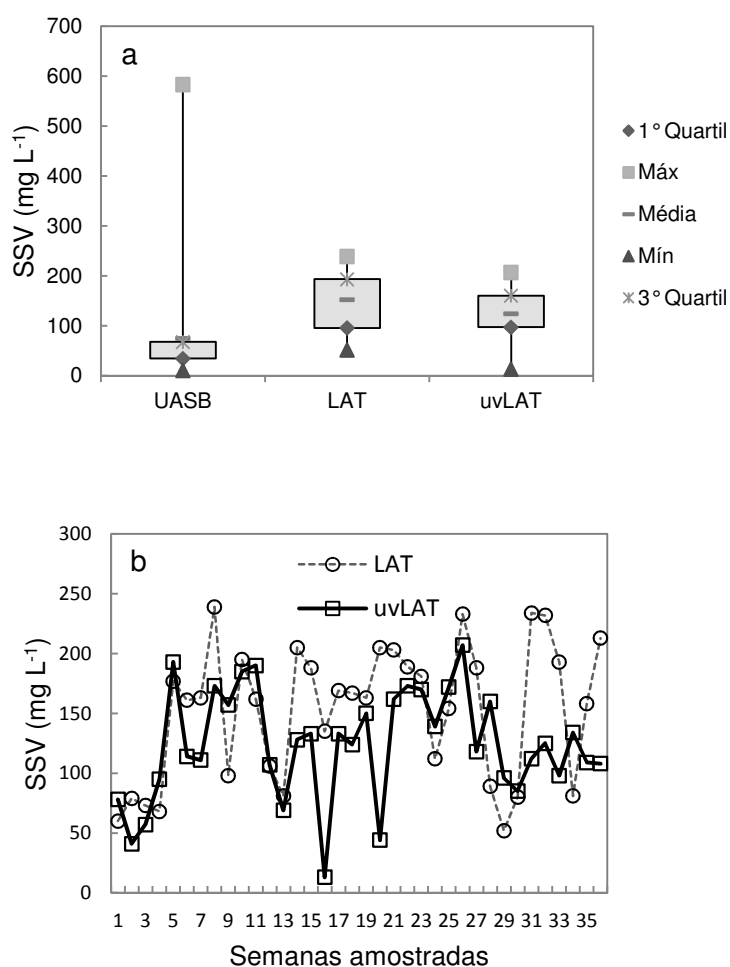 a
700
600
500
400
300
200
100
0
SSV (mg L⁻¹)
UASB LAT uvLAT
1° Quartil
Máx
Média
Mín
3° Quartil
b
300
250
200
150
100
50
0
SSV (mg L⁻¹)
LAT
uvLAT
1 3 5 7 9 11 13 15 17 19 21 23 25 27 29 31 33 35
Semanas amostradas